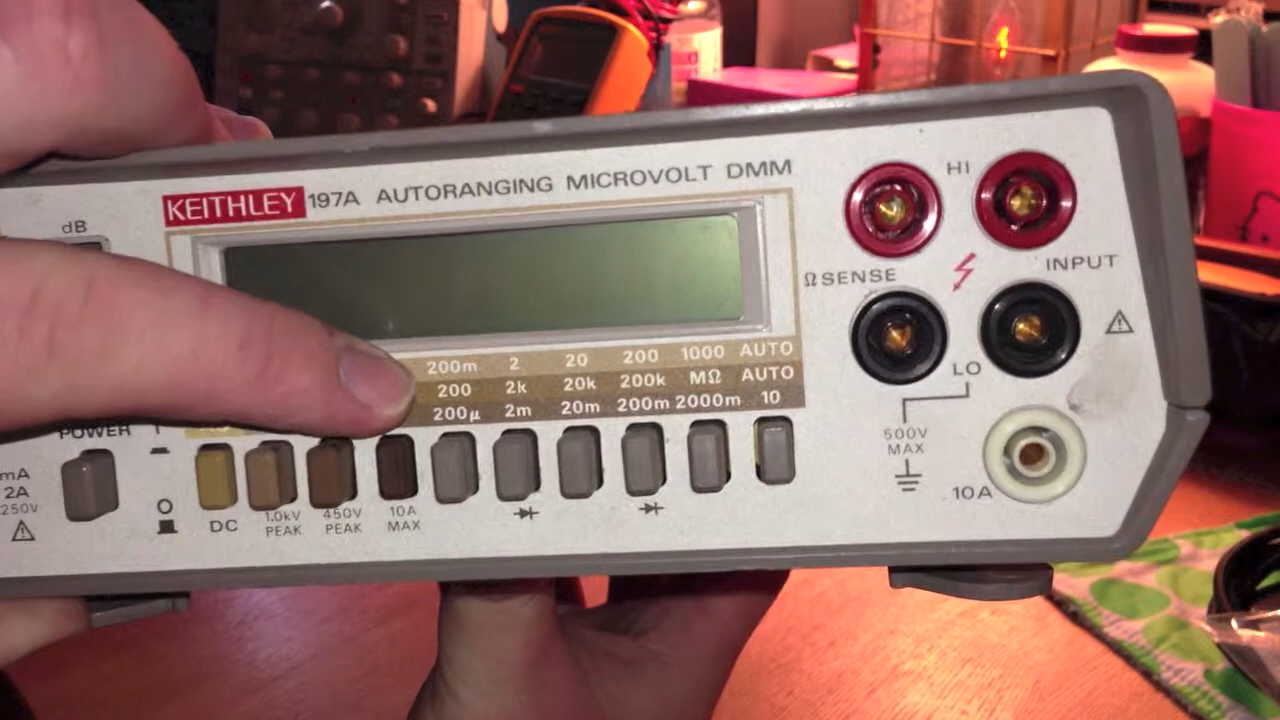 KEITHLEY 197A AUTORANGING MICROVOLT DMM
dB
HI
Ω SENSE
INPUT
LO
200m 2 20 200 1000 AUTO
200 2k 20k 200k MΩ AUTO
200µ 2m 20m 200m 2000m 10
POWER
mA
2A
250V
DC
1.0kV
PEAK
450V
PEAK
10A
MAX
500V
MAX
10A